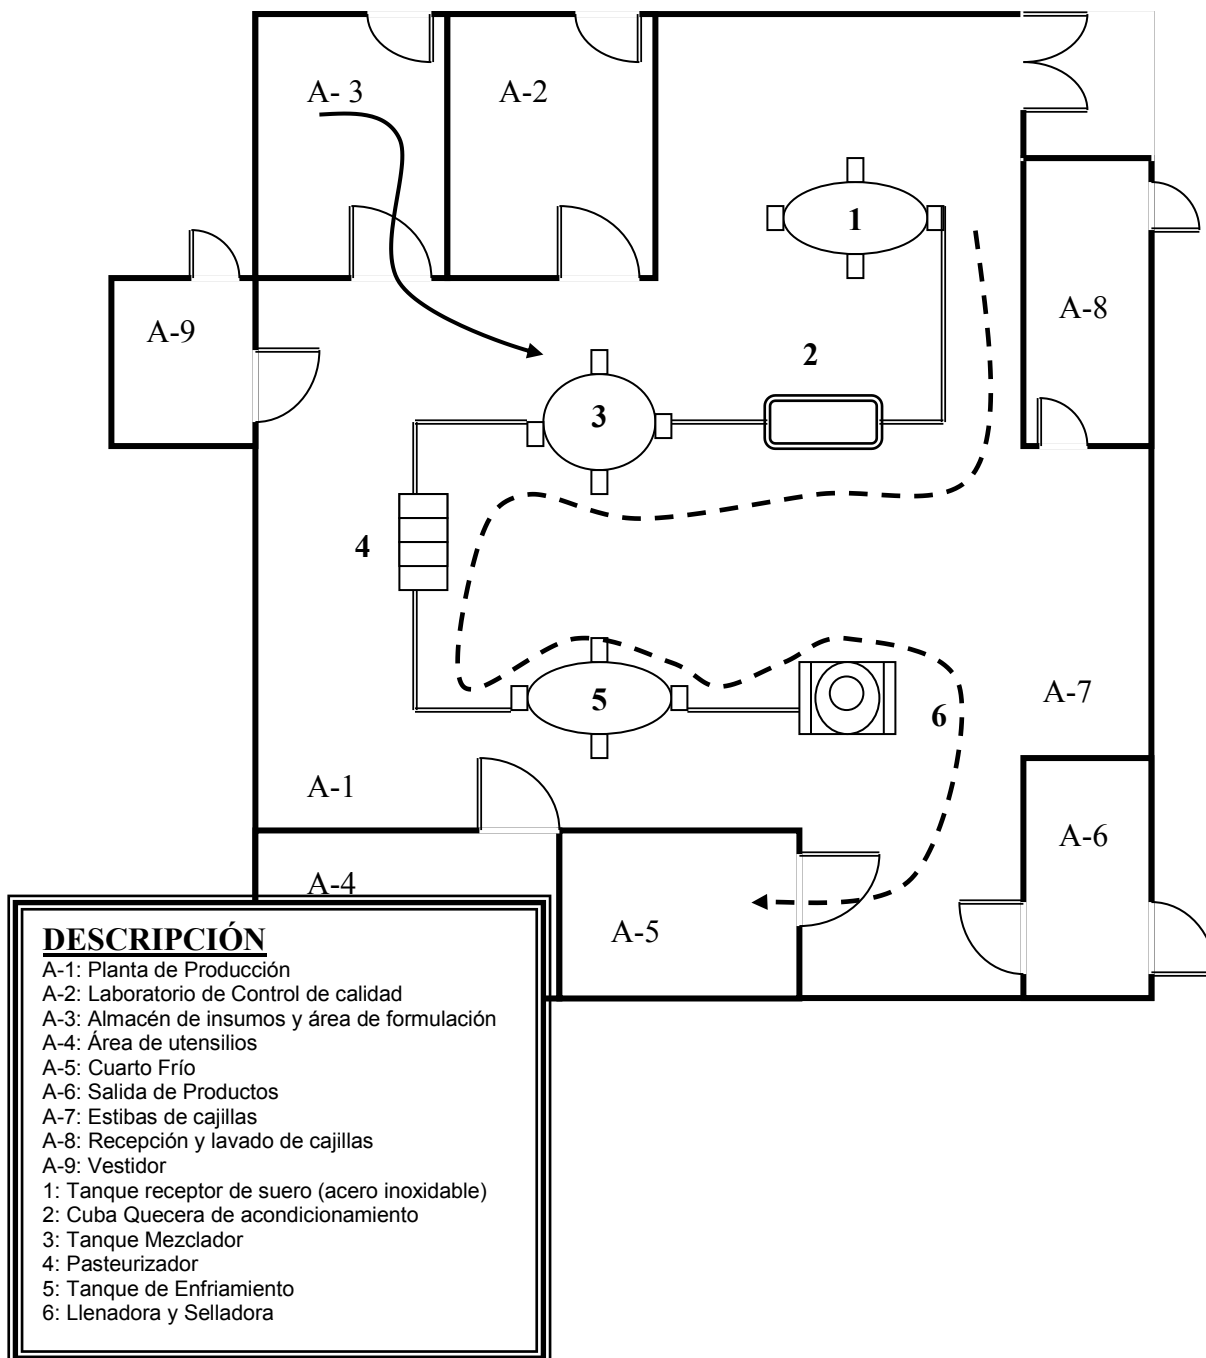 A- 3
A-2
1
A-8
A-9
2
3
4
5
6
A-7
A-1
A-6
A-4
A-5
DESCRIPCIÓN
A-1: Planta de Producción
A-2: Laboratorio de Control de calidad
A-3: Almacén de insumos y área de formulación
A-4: Área de utensilios
A-5: Cuarto Frío
A-6: Salida de Productos
A-7: Estibas de cajillas
A-8: Recepción y lavado de cajillas
A-9: Vestidor
1: Tanque receptor de suero (acero inoxidable)
2: Cuba Quecera de acondicionamiento
3: Tanque Mezclador
4: Pasteurizador
5: Tanque de Enfriamiento
6: Llenadora y Selladora